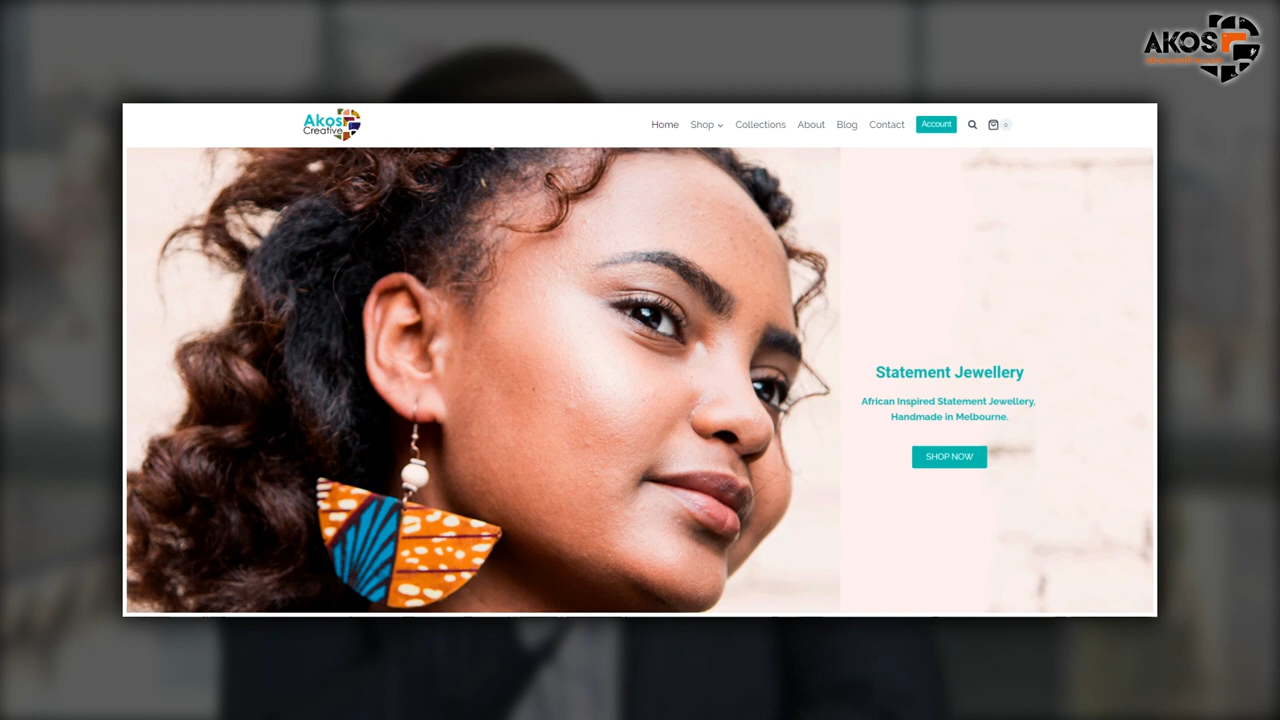 AKOS
Akos
Creative
Home
Shop
Collections
About
Blog
Contact
Account
0
Statement Jewellery
African Inspired Statement Jewellery,
Handmade in Melbourne.
SHOP NOW